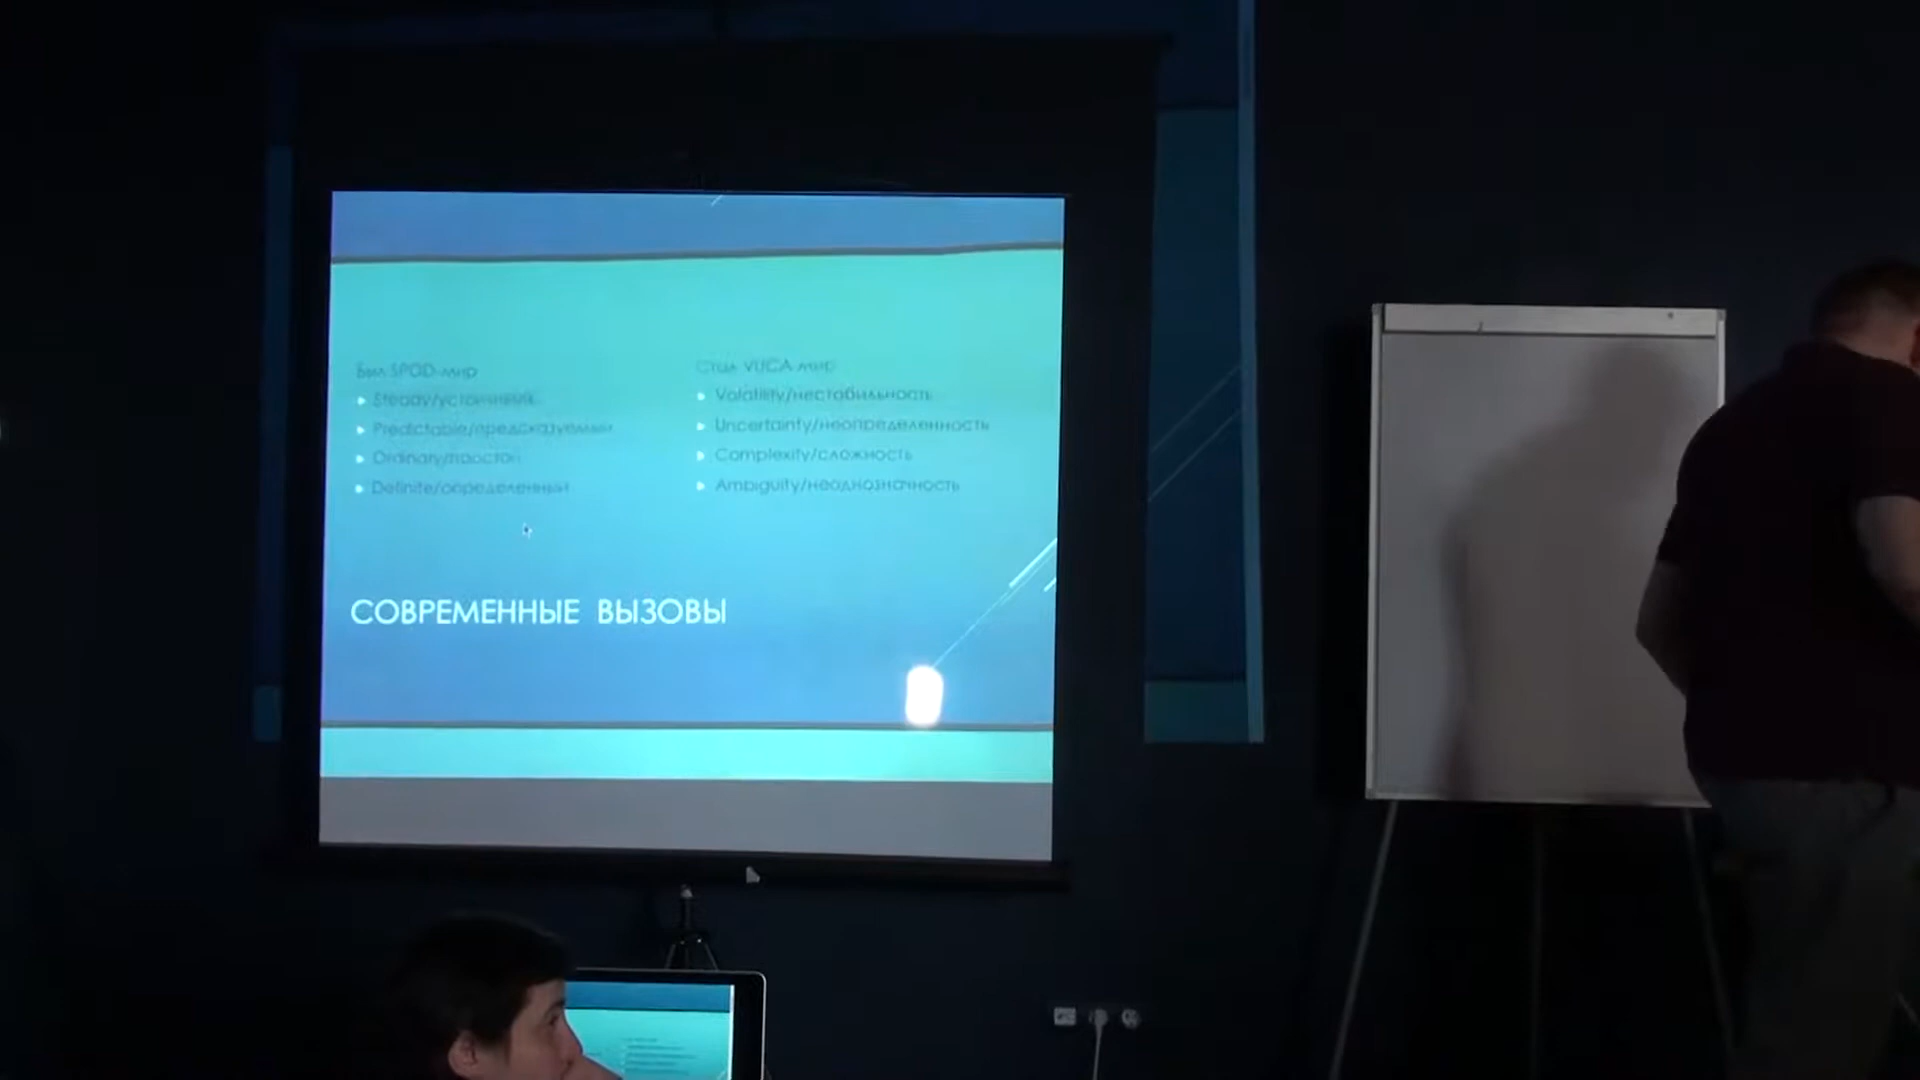 Был SPOD-мир
Steady/устойчивый
Predictable/предсказуемый
Ordinary/простой
Definite/определенный
Стал VUCA-мир
Volatility/нестабильность
Uncertainty/неопределенность
Complexity/сложность
Ambiguity/неоднозначность
СОВРЕМЕННЫЕ ВЫЗОВЫ